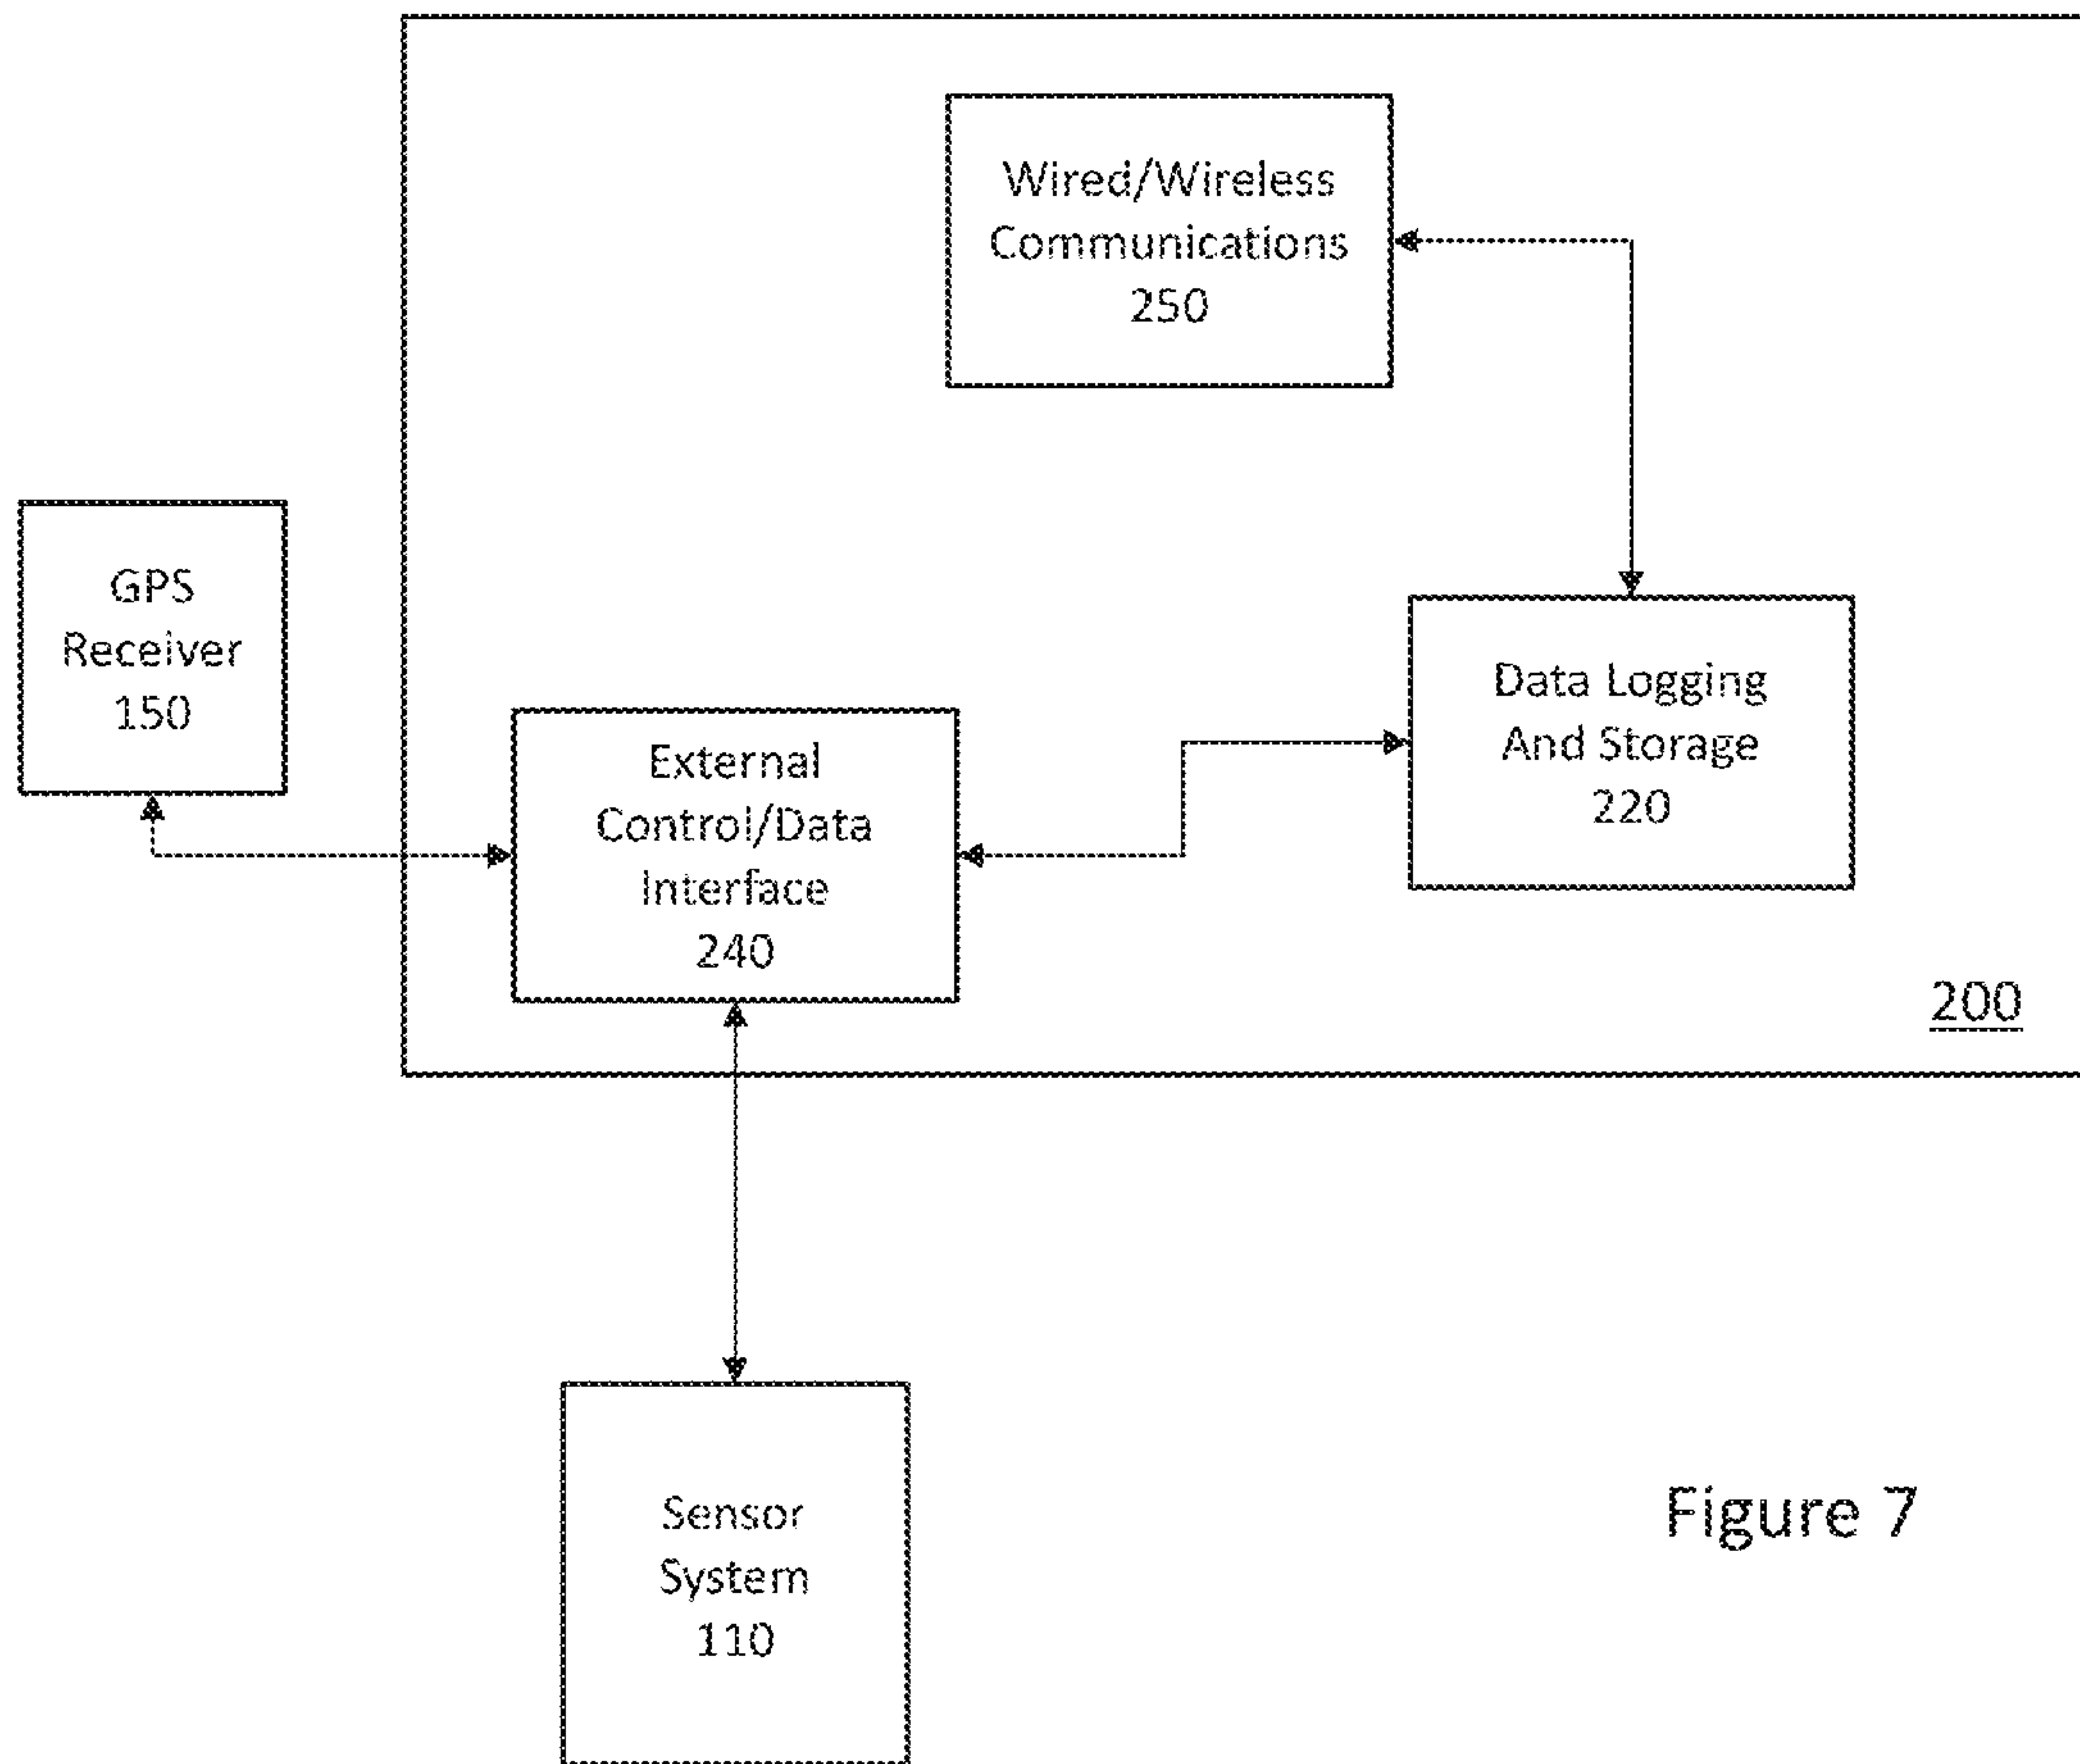 Wired/Wireless
Communications
250
GPS
Receiver
150
Data Logging
And Storage
220
External
Control/Data
Interface
240
200
Sensor
System
110
Figure 7